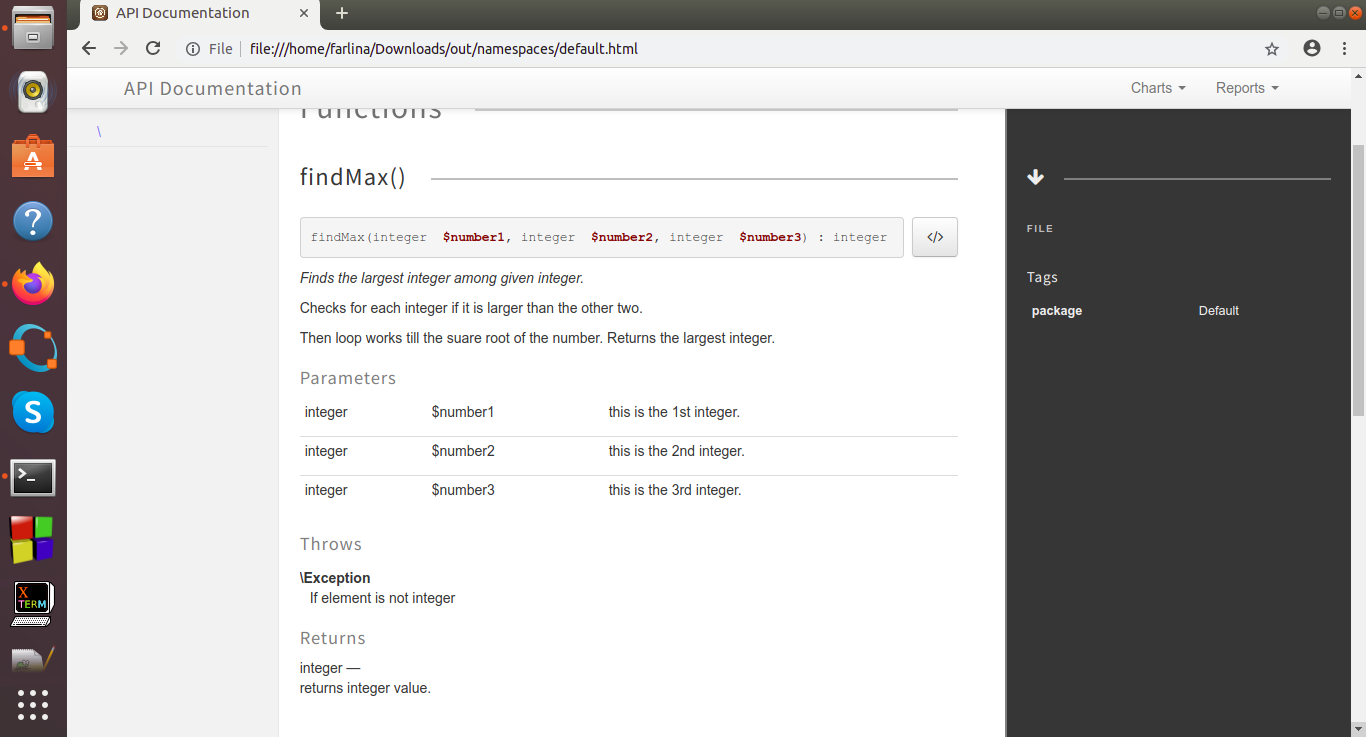 API Documentation
File
file:///home/farlina/Downloads/out/namespaces/default.html
API Documentation
Charts
Reports
\
Functions
findMax()
findMax(integer $number1, integer $number2, integer $number3) : integer
</>
Finds the largest integer among given integer.
Checks for each integer if it is larger than the other two.
Then loop works till the suare root of the number. Returns the largest integer.
Parameters
integer $number1 this is the 1st integer.
integer $number2 this is the 2nd integer.
integer $number3 this is the 3rd integer.
Throws
\Exception
If element is not integer
Returns
integer —
returns integer value.
FILE
Tags
package Default
A
?
S
>_
X
TERM